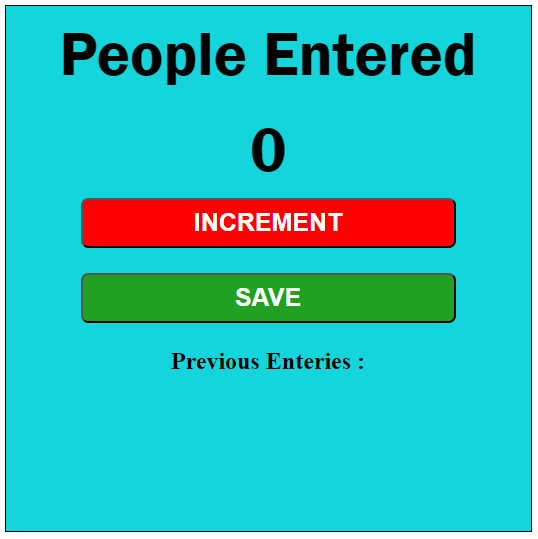 People Entered
0
INCREMENT
SAVE
Previous Enteries :